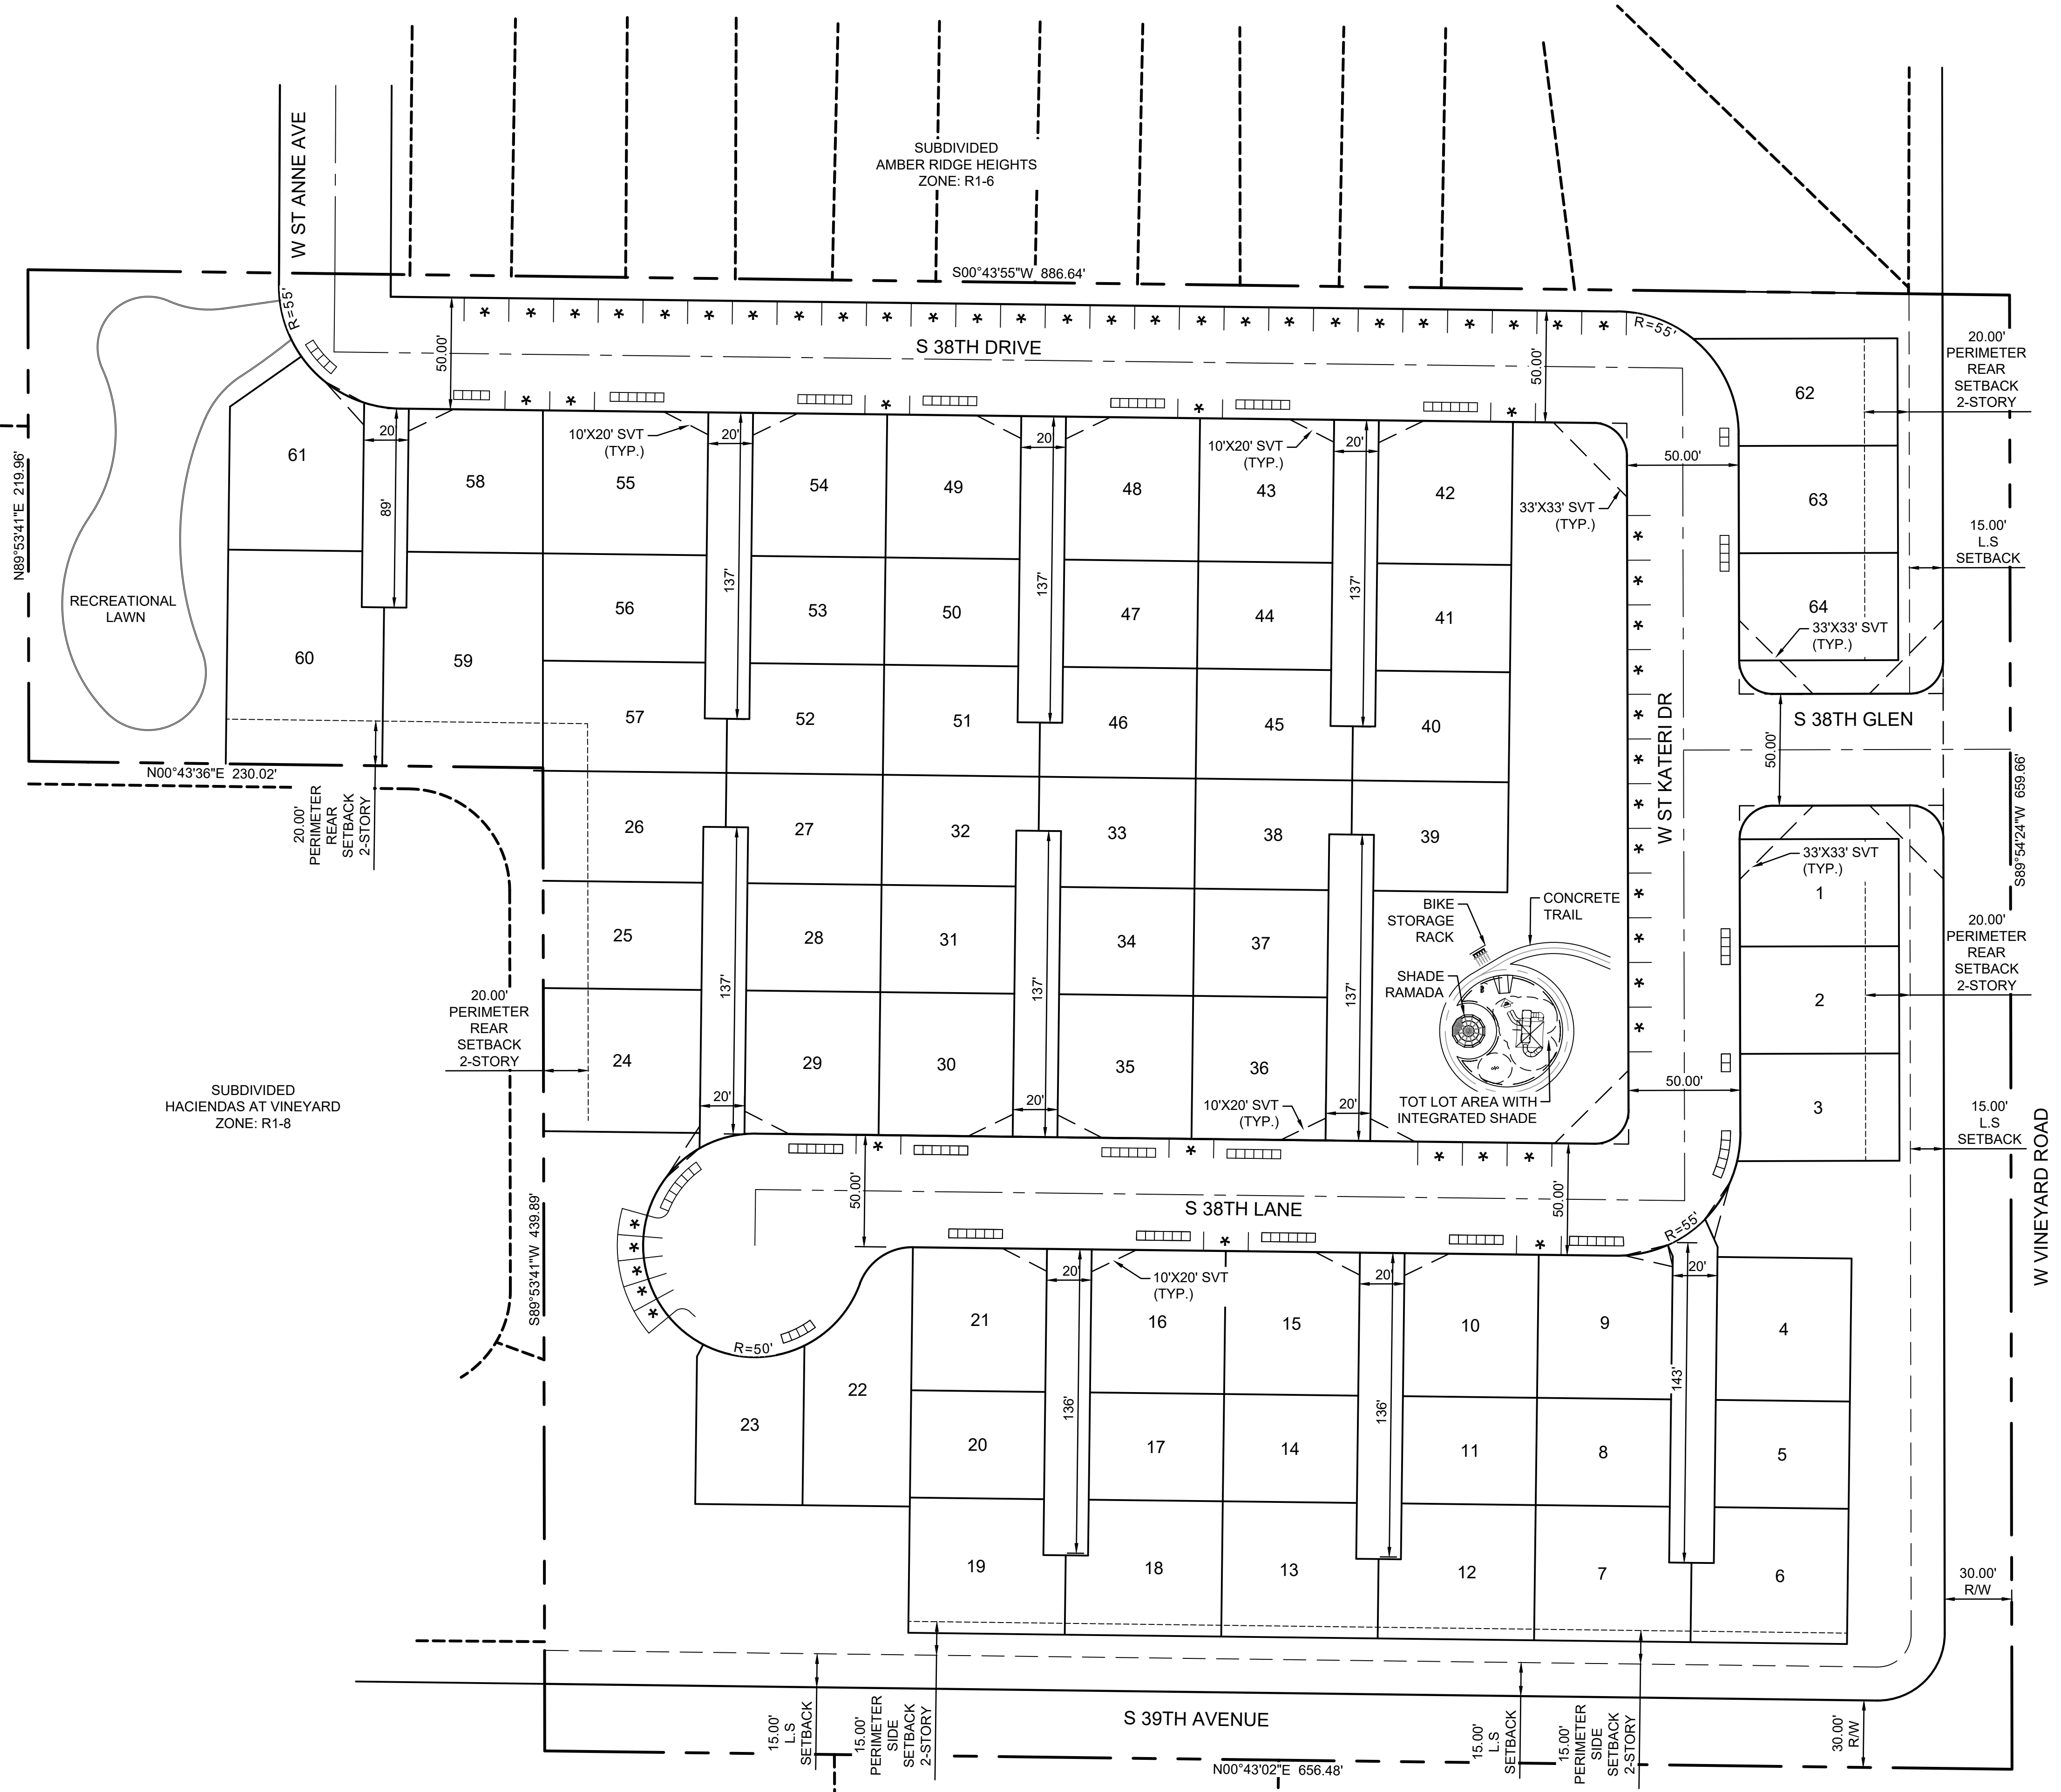 W ST ANNE AVE
SUBDIVIDED
AMBER RIDGE HEIGHTS
ZONE: R1-6
S00°43'55"W 886.64'
R=55'
* * * * * * * * * * * * * * * * * * * * * * * * * *
R=55'
50.00'
S 38TH DRIVE
50.00'
20.00'
PERIMETER
REAR
SETBACK
2-STORY
62
* * * * *
20'
10'X20' SVT
(TYP.)
20'
20'
10'X20' SVT
(TYP.)
20'
50.00'
61
58
55
54
49
48
43
42
63
N89°53'41"E 219.96'
89'
33'X33' SVT
(TYP.)
15.00'
L.S
SETBACK
137'
137'
137'
RECREATIONAL
LAWN
56
53
50
47
44
41
64
33'X33' SVT
(TYP.)
60
59
57
52
51
46
45
40
W ST KATERI DR
* * * * * * * * * * * *
S 38TH GLEN
50.00'
N00°43'36"E 230.02'
20.00'
PERIMETER
REAR
SETBACK
2-STORY
26
27
32
33
38
39
33'X33' SVT
(TYP.)
1
S89°54'24"W 659.66'
BIKE
STORAGE
RACK
CONCRETE
TRAIL
25
28
31
34
37
20.00'
PERIMETER
REAR
SETBACK
2-STORY
137'
137'
137'
SHADE
RAMADA
2
20.00'
PERIMETER
REAR
SETBACK
2-STORY
24
29
30
35
36
50.00'
SUBDIVIDED
HACIENDAS AT VINEYARD
ZONE: R1-8
20'
20'
10'X20' SVT
(TYP.)
20'
TOT LOT AREA WITH
INTEGRATED SHADE
3
15.00'
L.S
SETBACK
W VINEYARD ROAD
* * * * *
S89°53'41"W 439.89'
50.00'
S 38TH LANE
50.00'
R=55'
* * * * *
* *
20'
10'X20' SVT
(TYP.)
20'
20'
R=50'
21
16
15
10
9
4
22
143'
23
136'
136'
20
17
14
11
8
5
19
18
13
12
7
6
30.00'
R/W
15.00'
L.S
SETBACK
15.00'
PERIMETER
SIDE
SETBACK
2-STORY
S 39TH AVENUE
15.00'
L.S
SETBACK
15.00'
PERIMETER
SIDE
SETBACK
2-STORY
30.00'
R/W
N00°43'02"E 656.48'